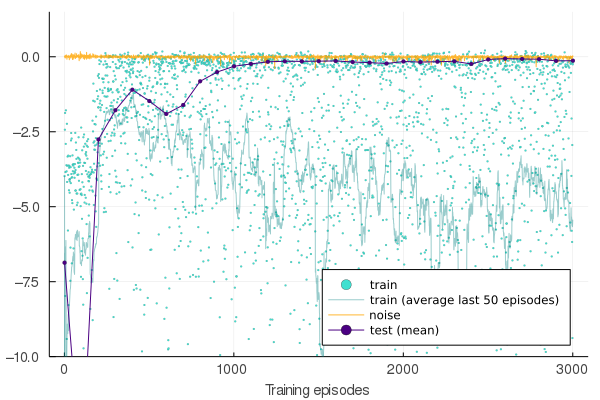 0.0
−2.5
−5.0
−7.5
−10.0
0
1000
2000
3000
Training episodes
train
train (average last 50 episodes)
noise
test (mean)